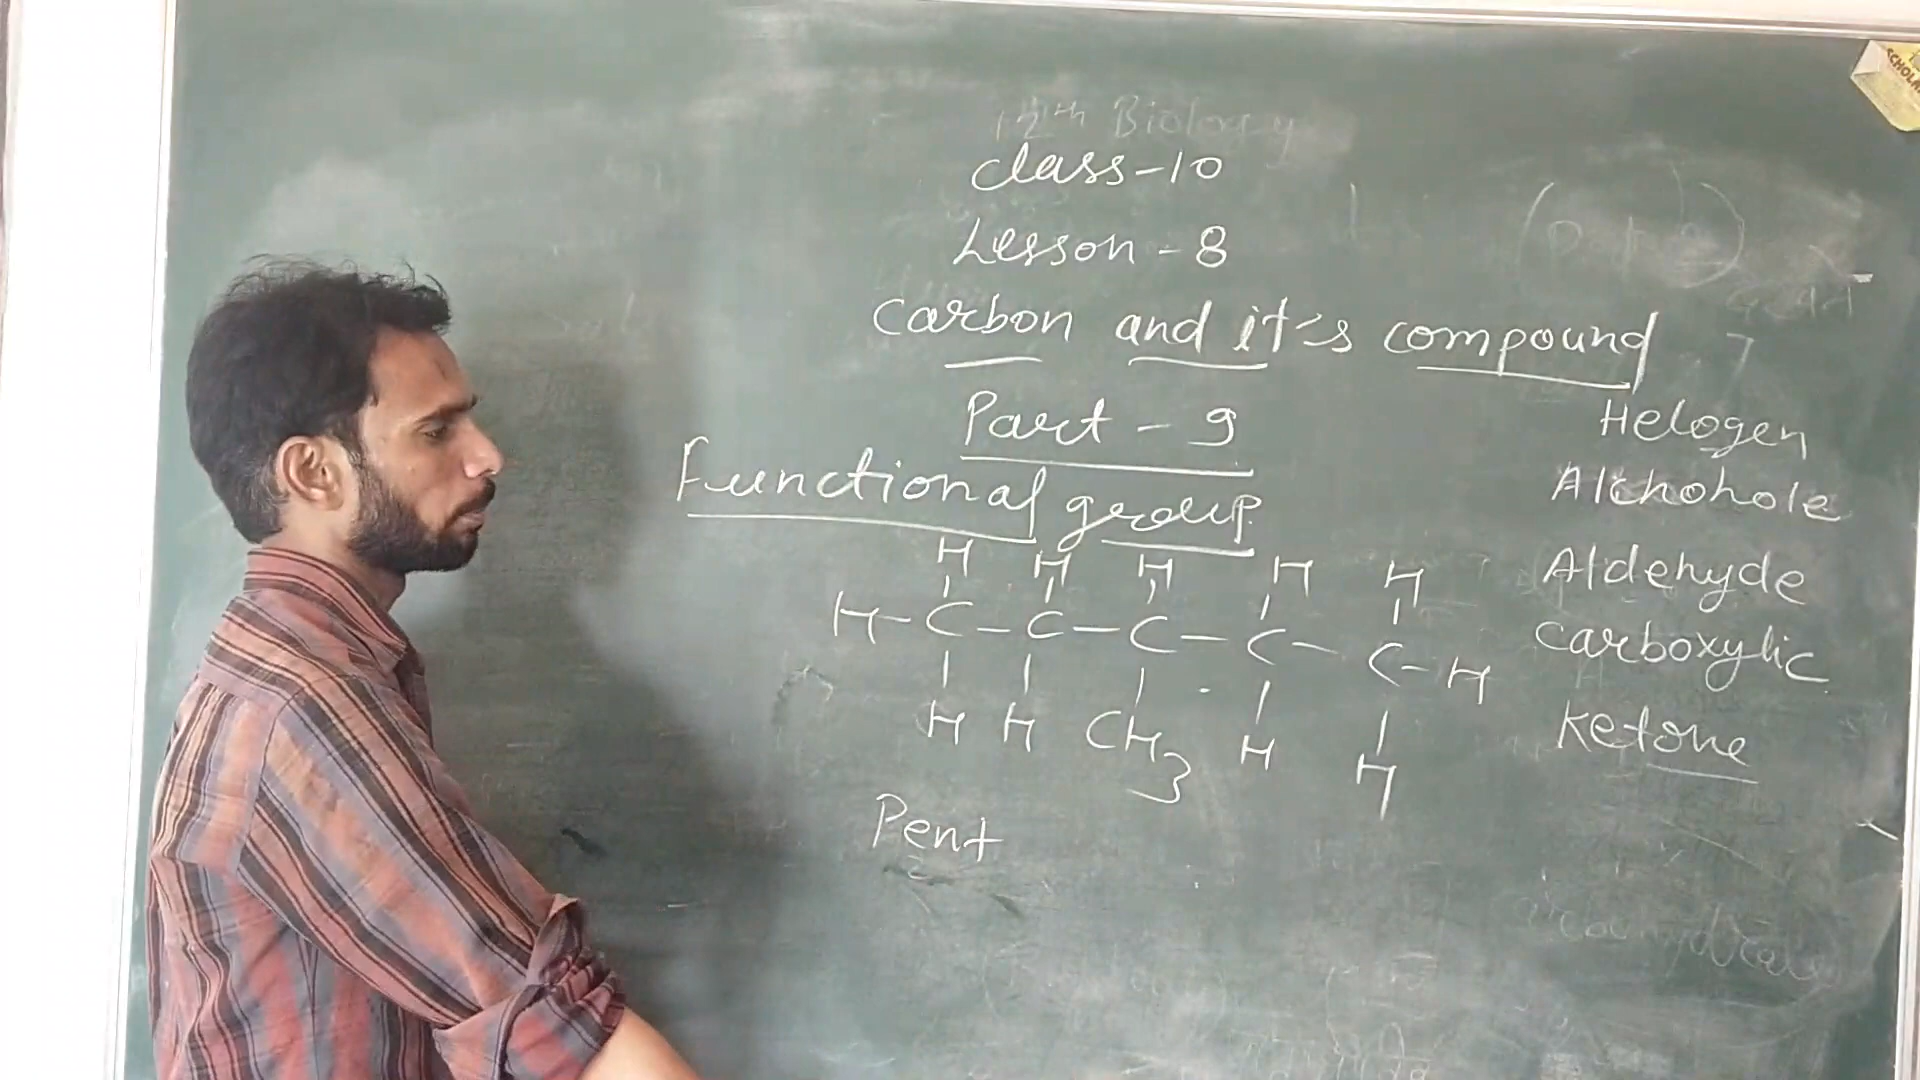 12th Biology
class-10
Lesson - 8
carbon and it's compound
Part - 9
Functional group
H H H H H
H-C-C-C-C-C-H
H H CH3 H H
Pent
Helogen
Alchohole
Aldehyde
carboxylic
Ketone